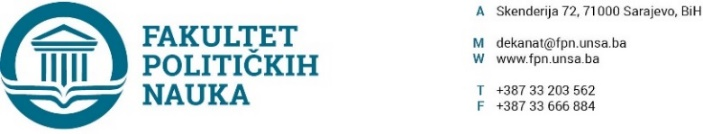 FAKULTET
POLITIČKIH
NAUKA
A Skenderija 72, 71000 Sarajevo, BiH
M dekanat@fpn.unsa.ba
W www.fpn.unsa.ba
T +387 33 203 562
F +387 33 666 884